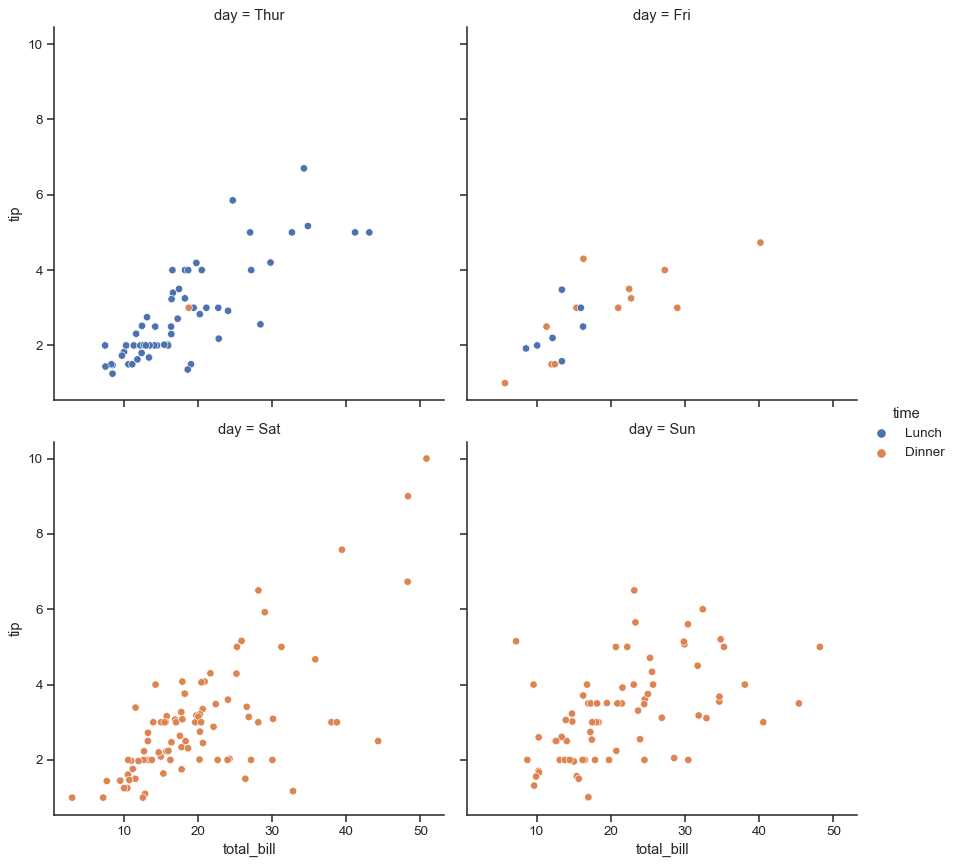 day = Thur
day = Fri
10
8
6
4
2
tip
time
Lunch
Dinner
day = Sat
day = Sun
10
8
6
4
2
tip
10 20 30 40 50
10 20 30 40 50
total_bill
total_bill